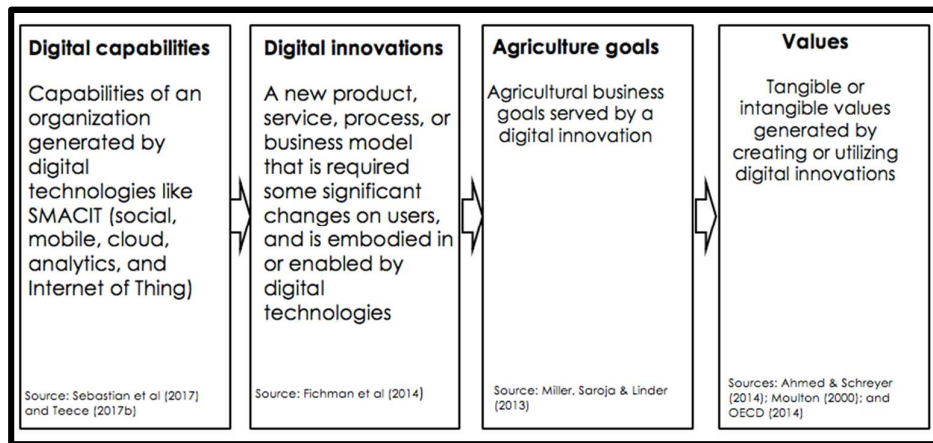 Digital capabilities
Capabilities of an
organization
generated by
digital
technologies like
SMACIT (social,
mobile, cloud,
analytics, and
Internet of Thing)
Source: Sebastian et al (2017)
and Teece (2017b)
Digital innovations
A new product,
service, process, or
business model
that is required
some significant
changes on users,
and is embodied in
or enabled by
digital
technologies
Source: Fichman et al (2014)
Agriculture goals
Agricultural business
goals served by a
digital innovation
Source: Miller, Saroja & Linder
(2013)
Values
Tangible or
intangible values
generated by
creating or utilizing
digital innovations
Sources: Ahmed & Schreyer
(2014); Moulton (2000); and
OECD (2014)